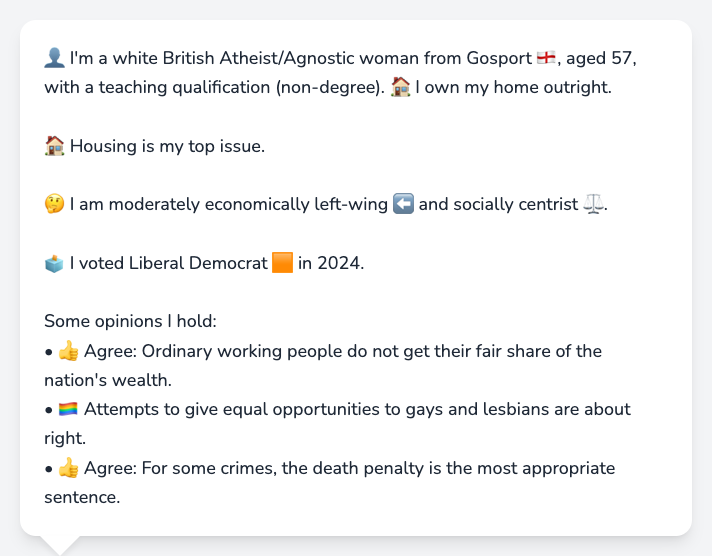 👤 I'm a white British Atheist/Agnostic woman from Gosport 🏴󠁧󠁢󠁥󠁮󠁧󠁿, aged 57,
with a teaching qualification (non-degree). 🏠 I own my home outright.
🏠 Housing is my top issue.
🤔 I am moderately economically left-wing ⬅️ and socially centrist ⚖️.
🗳️ I voted Liberal Democrat 🟧 in 2024.
Some opinions I hold:
• 👍 Agree: Ordinary working people do not get their fair share of the
nation's wealth.
• 🏳️‍🌈 Attempts to give equal opportunities to gays and lesbians are about
right.
• 👍 Agree: For some crimes, the death penalty is the most appropriate
sentence.